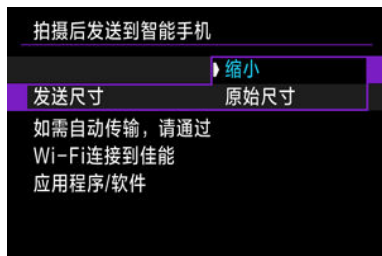 拍摄后发送到智能手机
缩小
发送尺寸
原始尺寸
如需自动传输，请通过
Wi-Fi连接到佳能
应用程序/软件